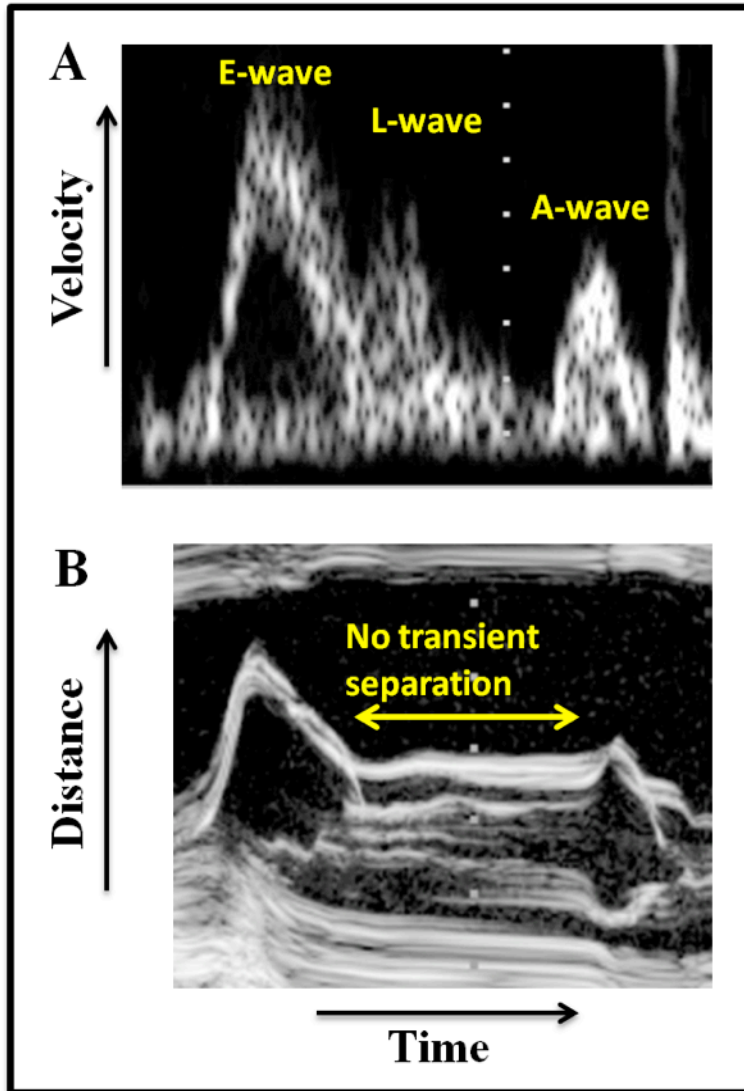 A
E-wave
L-wave
A-wave
Velocity
B
No transient
separation
Distance
Time